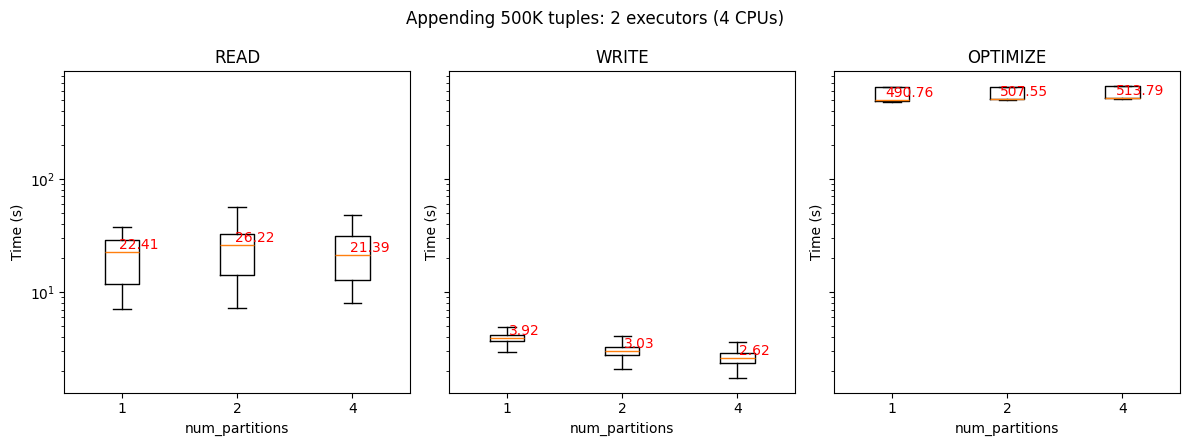 Appending 500K tuples: 2 executors (4 CPUs)
READ
Time (s)
10²
10¹
22.41
26.22
21.39
1 2 4
num_partitions
WRITE
Time (s)
3.92
3.03
2.62
1 2 4
num_partitions
OPTIMIZE
Time (s)
490.76
507.55
513.79
1 2 4
num_partitions